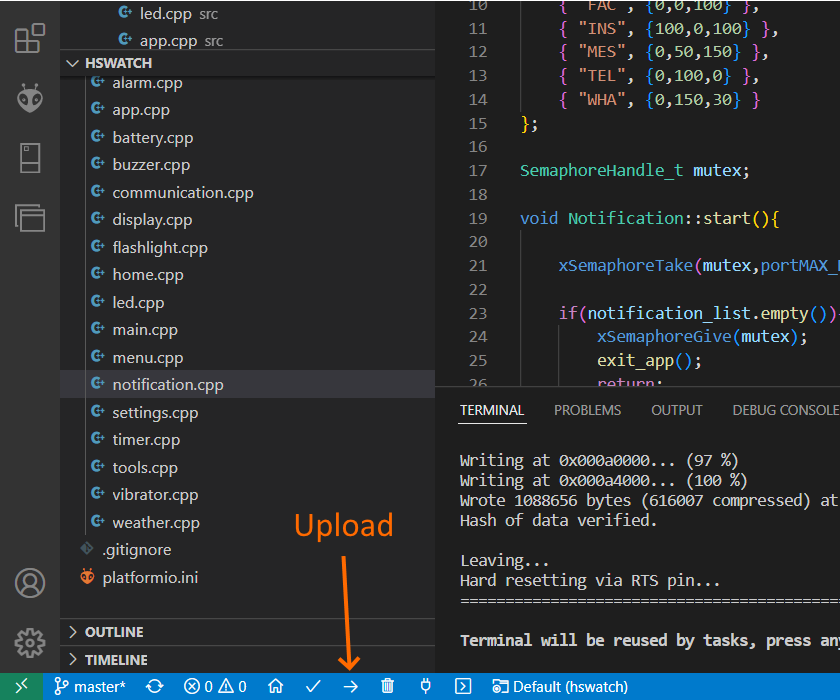 led.cpp src
app.cpp src
HSWATCH
alarm.cpp
app.cpp
battery.cpp
buzzer.cpp
communication.cpp
display.cpp
flashlight.cpp
home.cpp
led.cpp
main.cpp
menu.cpp
notification.cpp
settings.cpp
timer.cpp
tools.cpp
vibrator.cpp
weather.cpp
.gitignore
platformio.ini
OUTLINE
TIMELINE
10 { "FAC", {0,0,100} },
11 { "INS", {100,0,100} },
12 { "MES", {0,50,150} },
13 { "TEL", {0,100,0} },
14 { "WHA", {0,150,30} }
15 };
16
17 SemaphoreHandle_t mutex;
18
19 void Notification::start(){
20
21 xSemaphoreTake(mutex,portMAX_
22
23 if(notification_list.empty())
24 xSemaphoreGive(mutex);
25 exit_app();
26 return;
TERMINAL PROBLEMS OUTPUT DEBUG CONSOLE
Writing at 0x000a0000... (97 %)
Writing at 0x000a4000... (100 %)
Wrote 1088656 bytes (616007 compressed) at
Hash of data verified.
Leaving...
Hard resetting via RTS pin...
Terminal will be reused by tasks, press any
Upload
master* 0 0 Default (hswatch)